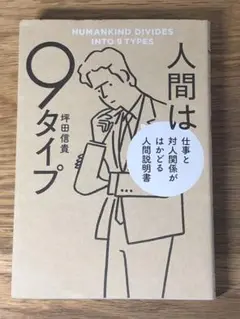 HUMANKIND DIVIDES
INTO 9 TYPES
人間は
9タイプ
坪田信貴
仕事と
対人関係が
はかどる
人間説明書